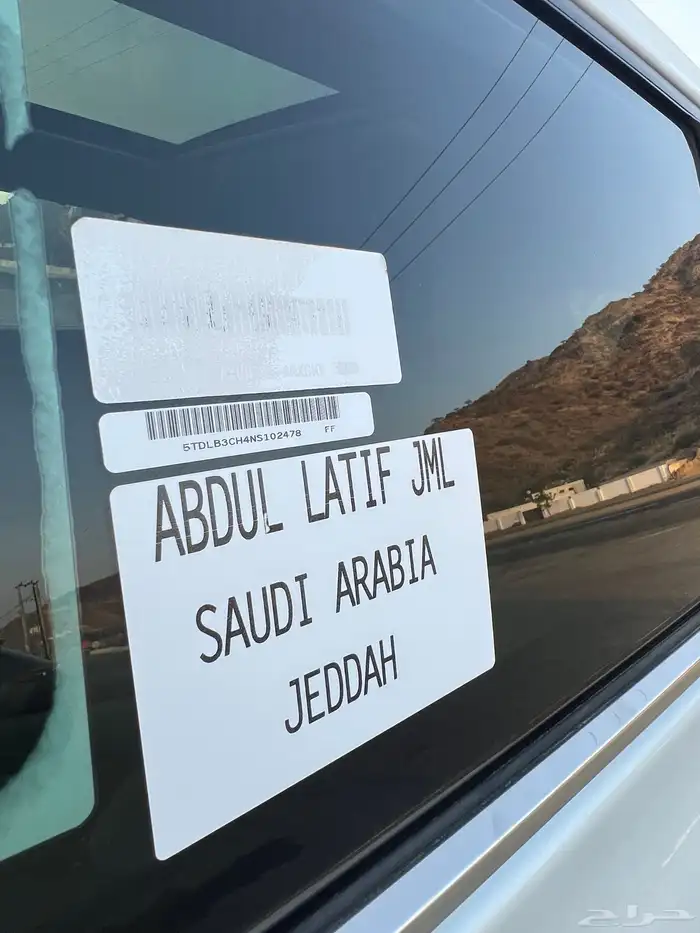 5TDLB3CH4NS102478 FF
ABDUL LATIF JML
SAUDI ARABIA
JEDDAH
حراج